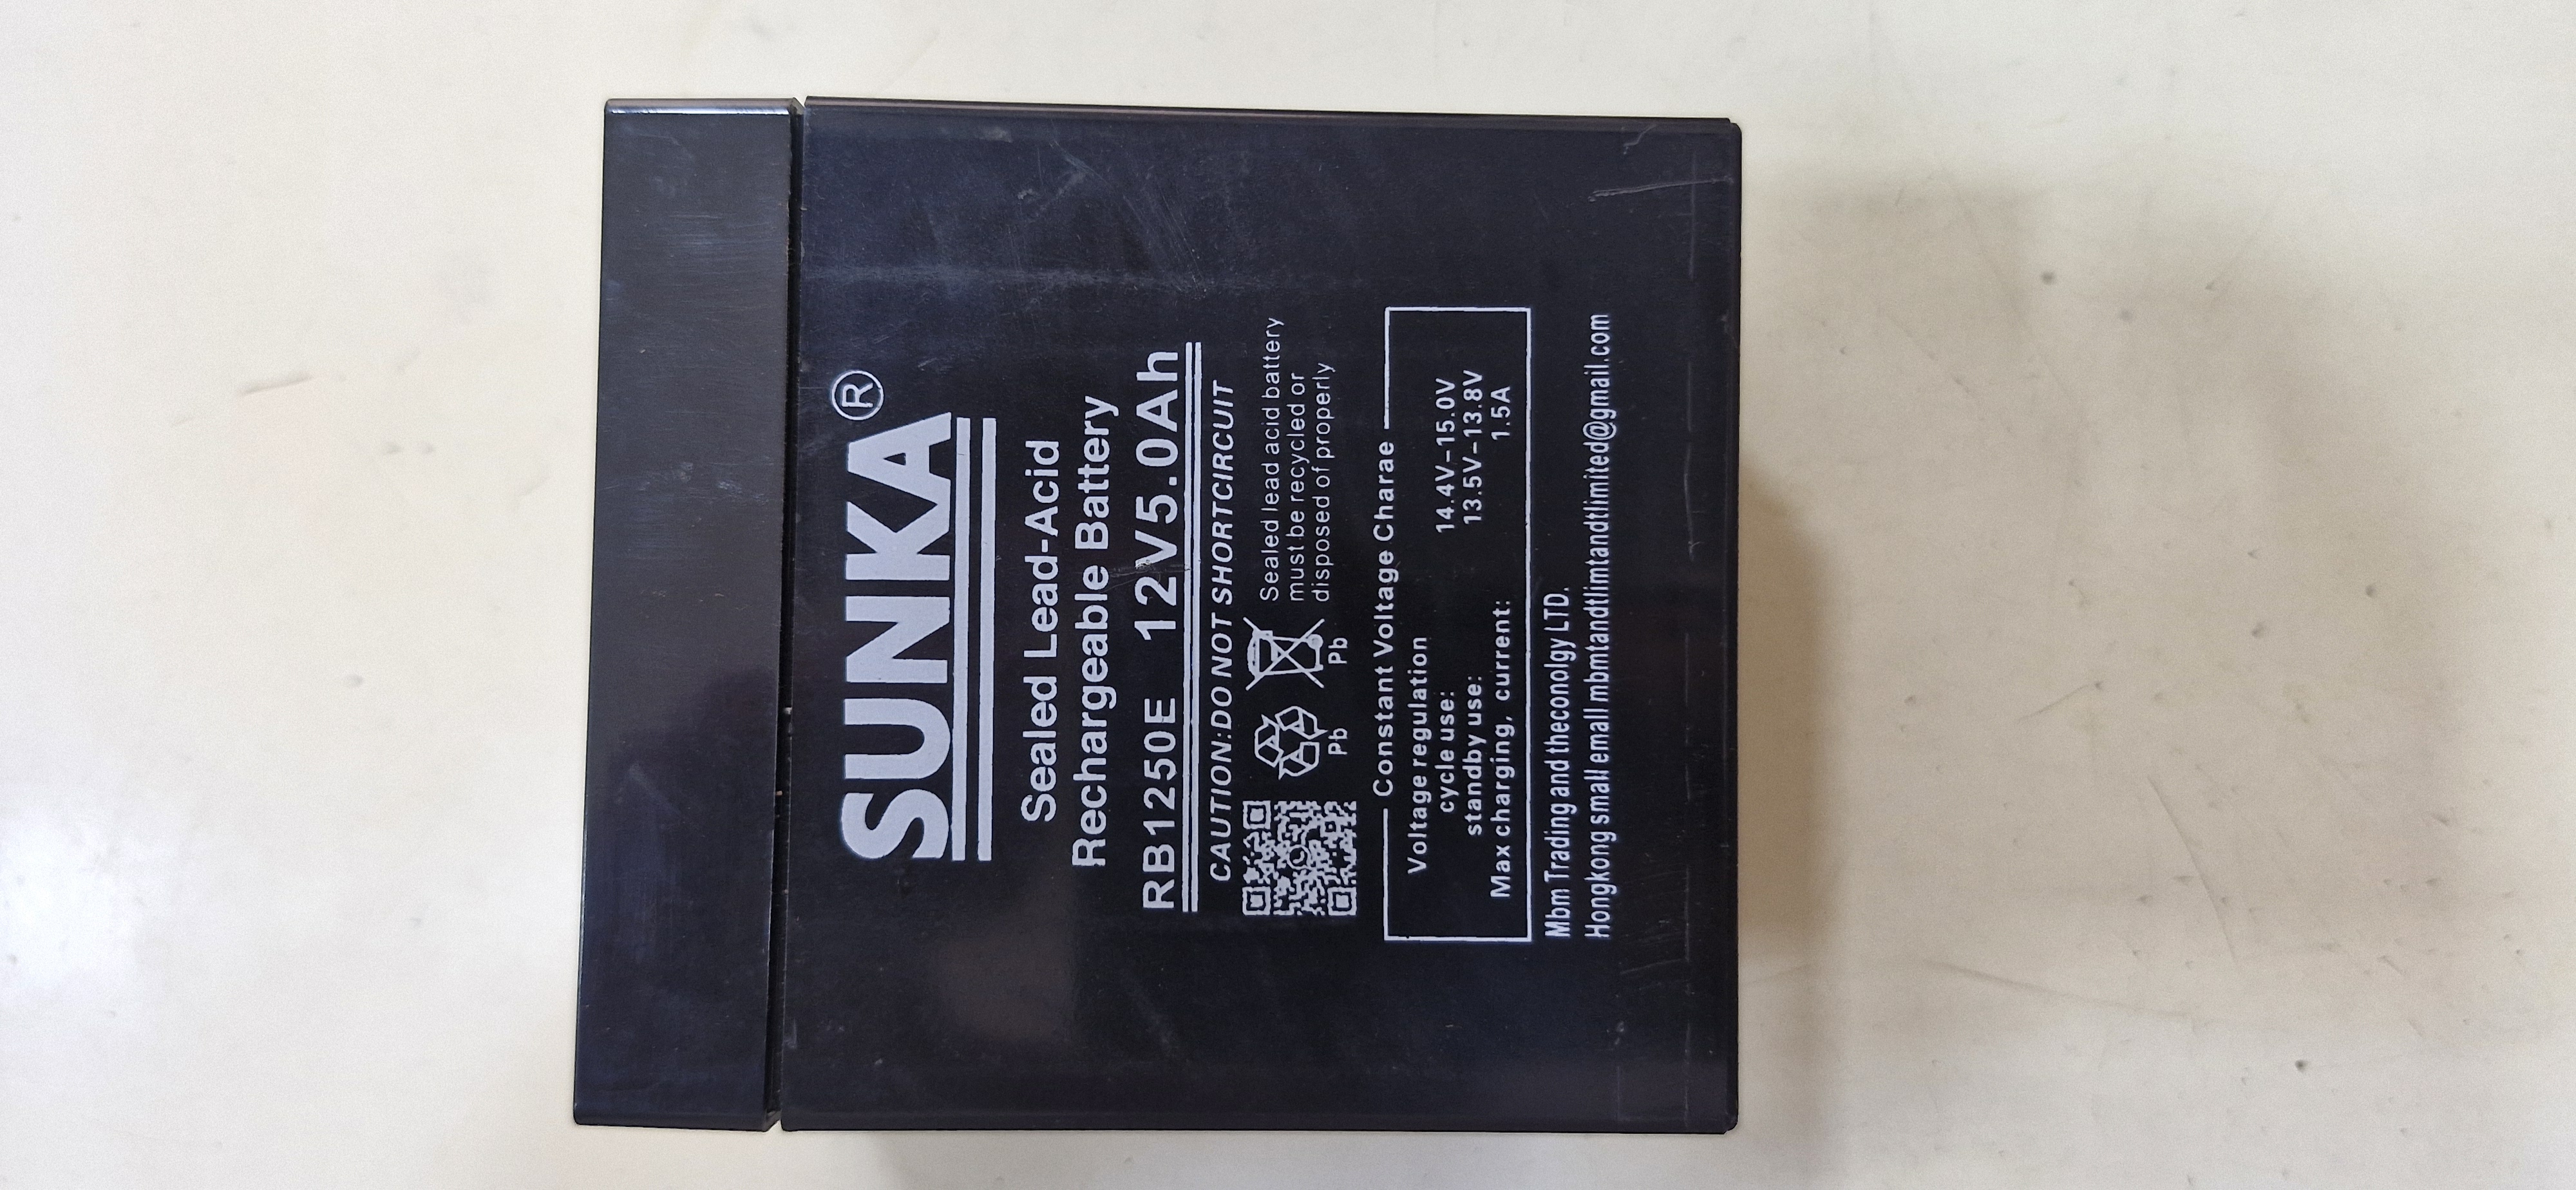 SUNKA®
Sealed Lead-Acid
Rechargeable Battery
RB1250E 12V5.0Ah
CAUTION:DO NOT SHORTCIRCUIT
Sealed lead acid battery
must be recycled or
disposed of properly
Pb Pb
Constant Voltage Charae
Voltage regulation
cycle use: 14.4V-15.0V
standby use: 13.5V-13.8V
Max charging, current: 1.5A
Mbm Trading and theconolgy LTD.
Hongkong small email mbmtandtlimtandtlimited@gmail.com